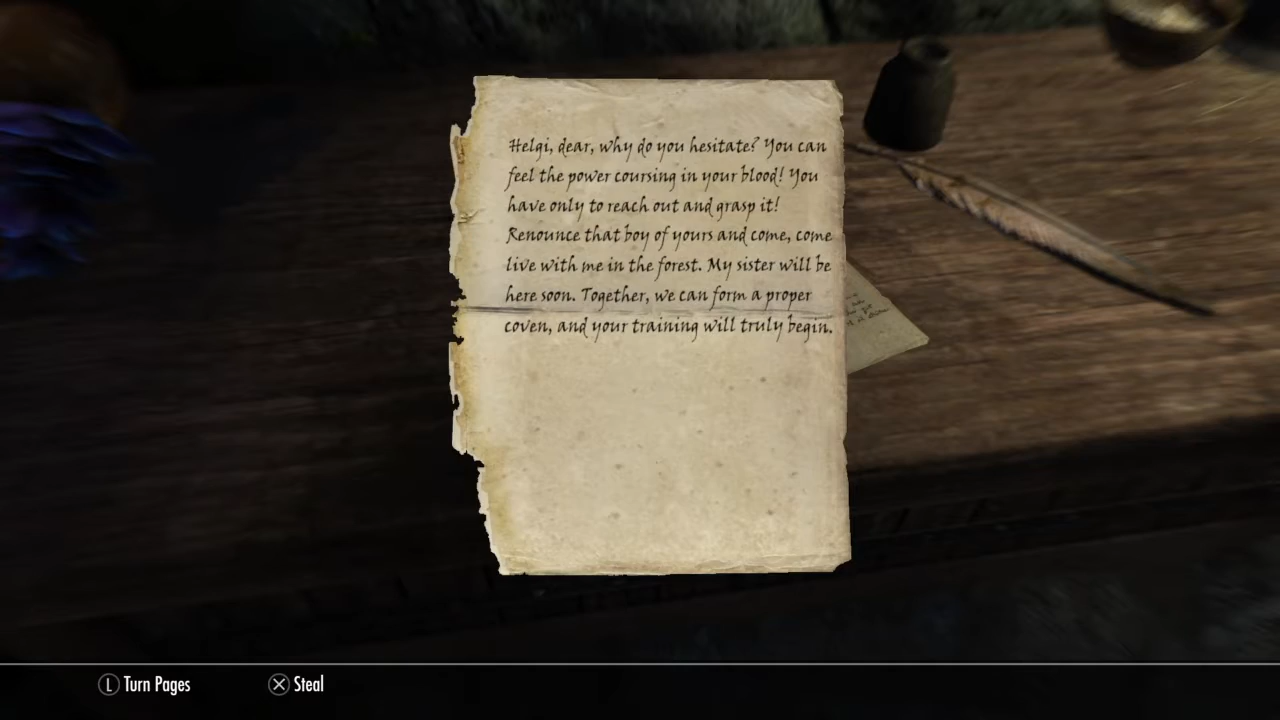 Helgi, dear, why do you hesitate? You can
feel the power coursing in your blood! You
have only to reach out and grasp it!
Renounce that boy of yours and come, come
live with me in the forest. My sister will be
here soon. Together, we can form a proper
coven, and your training will truly begin.
L Turn Pages
X Steal